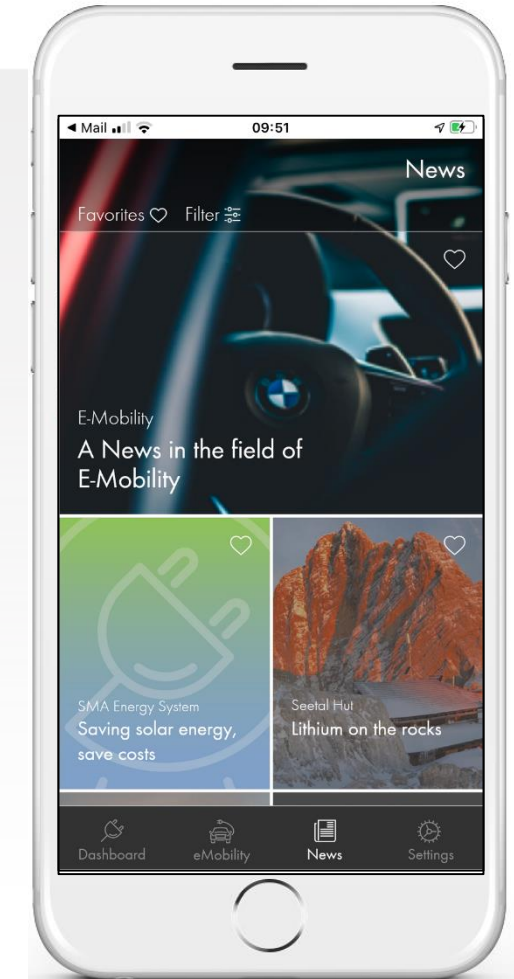 Mail 09:51
News
Favorites Filter
E-Mobility
A News in the field of
E-Mobility
SMA Energy System
Saving solar energy,
save costs
Seetal Hut
Lithium on the rocks
Dashboard eMobility News Settings